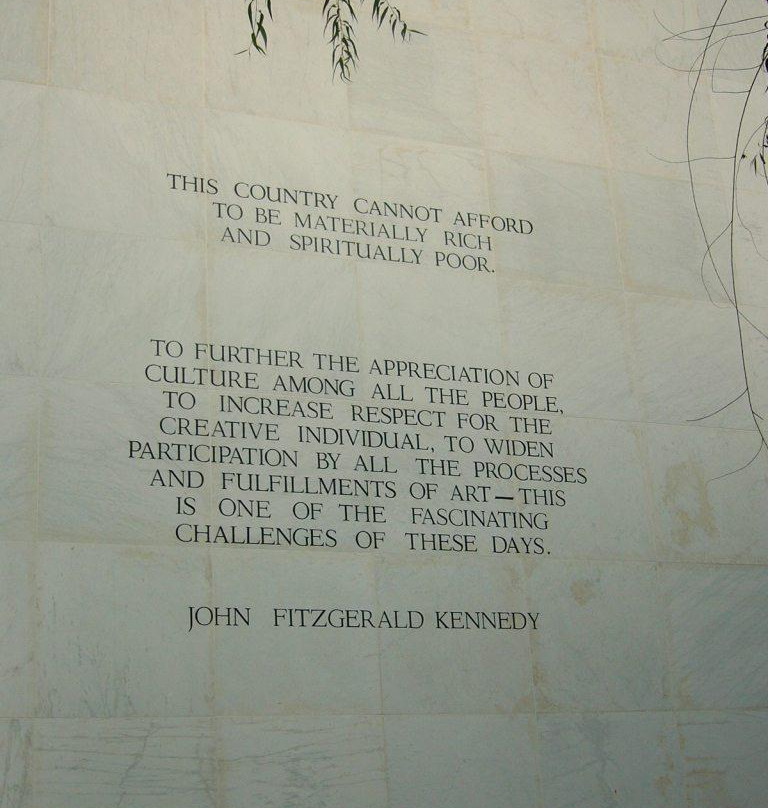 THIS COUNTRY CANNOT AFFORD
TO BE MATERIALLY RICH
AND SPIRITUALLY POOR.
TO FURTHER THE APPRECIATION OF
CULTURE AMONG ALL THE PEOPLE,
TO INCREASE RESPECT FOR THE
CREATIVE INDIVIDUAL, TO WIDEN
PARTICIPATION BY ALL THE PROCESSES
AND FULFILLMENTS OF ART — THIS
IS ONE OF THE FASCINATING
CHALLENGES OF THESE DAYS.
JOHN FITZGERALD KENNEDY